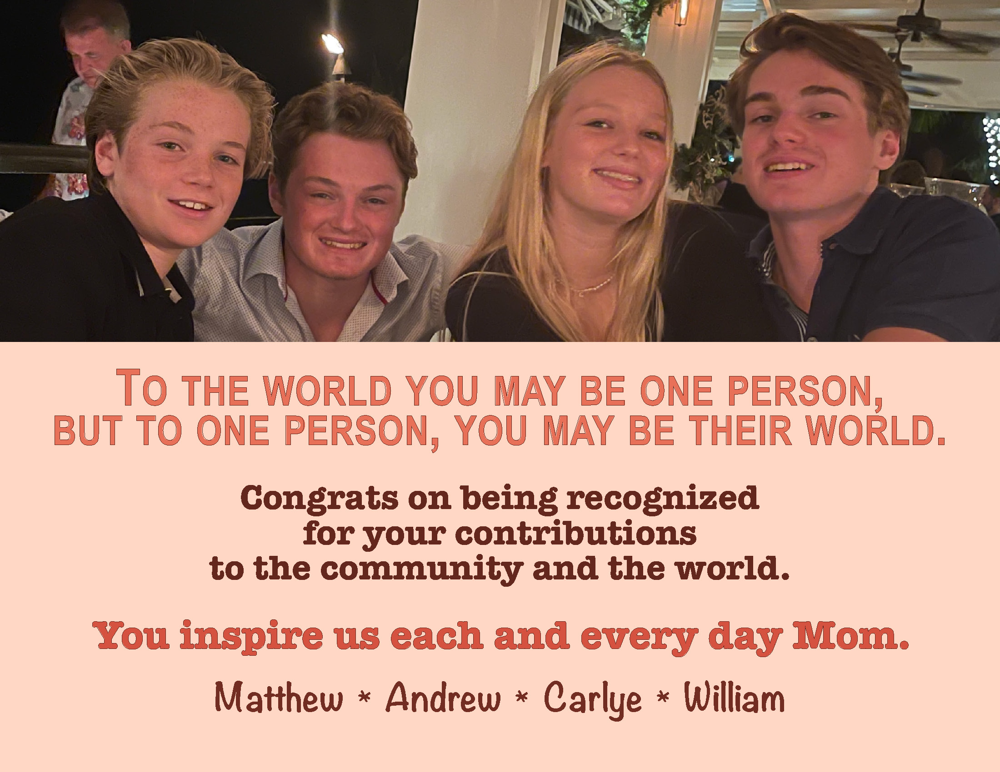 To the world you may be one person,
but to one person, you may be their world.
Congrats on being recognized
for your contributions
to the community and the world.
You inspire us each and every day Mom.
Matthew * Andrew * Carlye * William